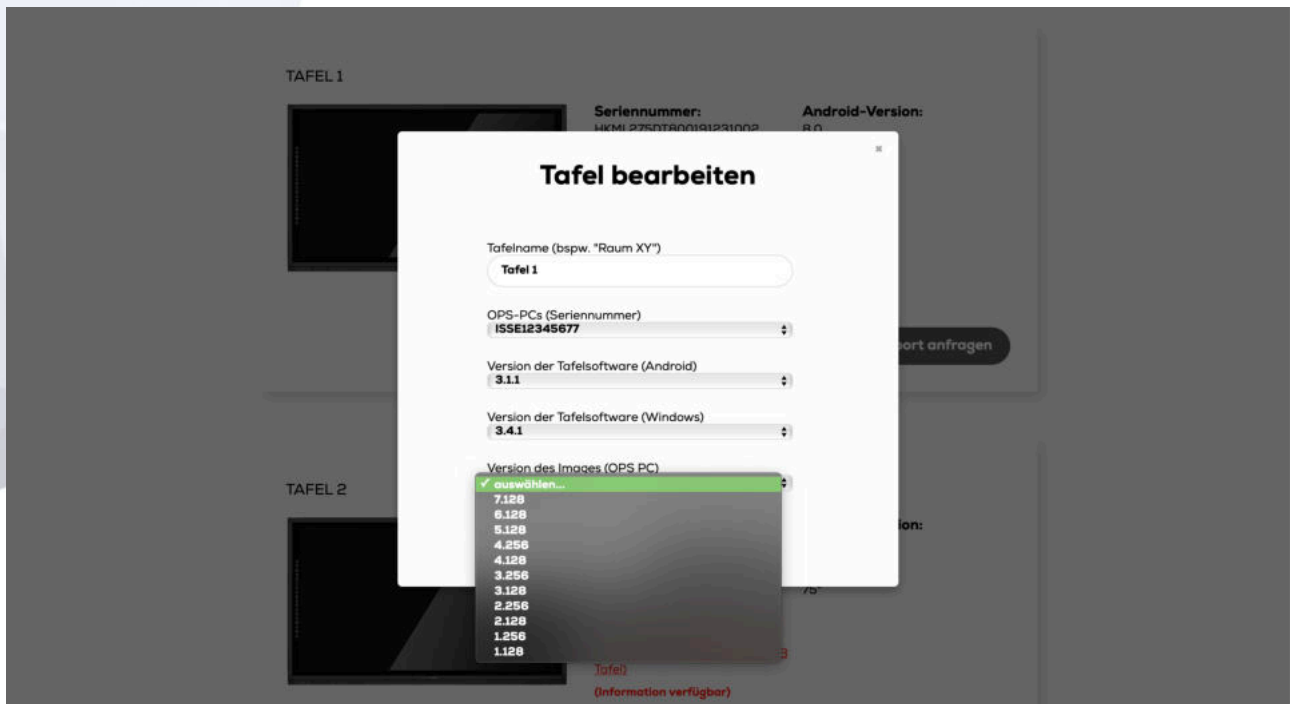 TAFEL 1
Seriennummer:
HKML275DT800191231002
Android-Version:
8.0
Tafel bearbeiten
Tafelname (bspw. "Raum XY")
Tafel 1
OPS-PCs (Seriennummer)
ISSE12345677
Version der Tafelsoftware (Android)
3.1.1
Version der Tafelsoftware (Windows)
3.4.1
Version des Images (OPS PC)
✓ auswählen...
7.128
6.128
5.128
4.256
4.128
3.256
3.128
2.256
2.128
1.256
1.128
port anfragen
TAFEL 2
ion:
75"
Tafel)
(Information verfügbar)